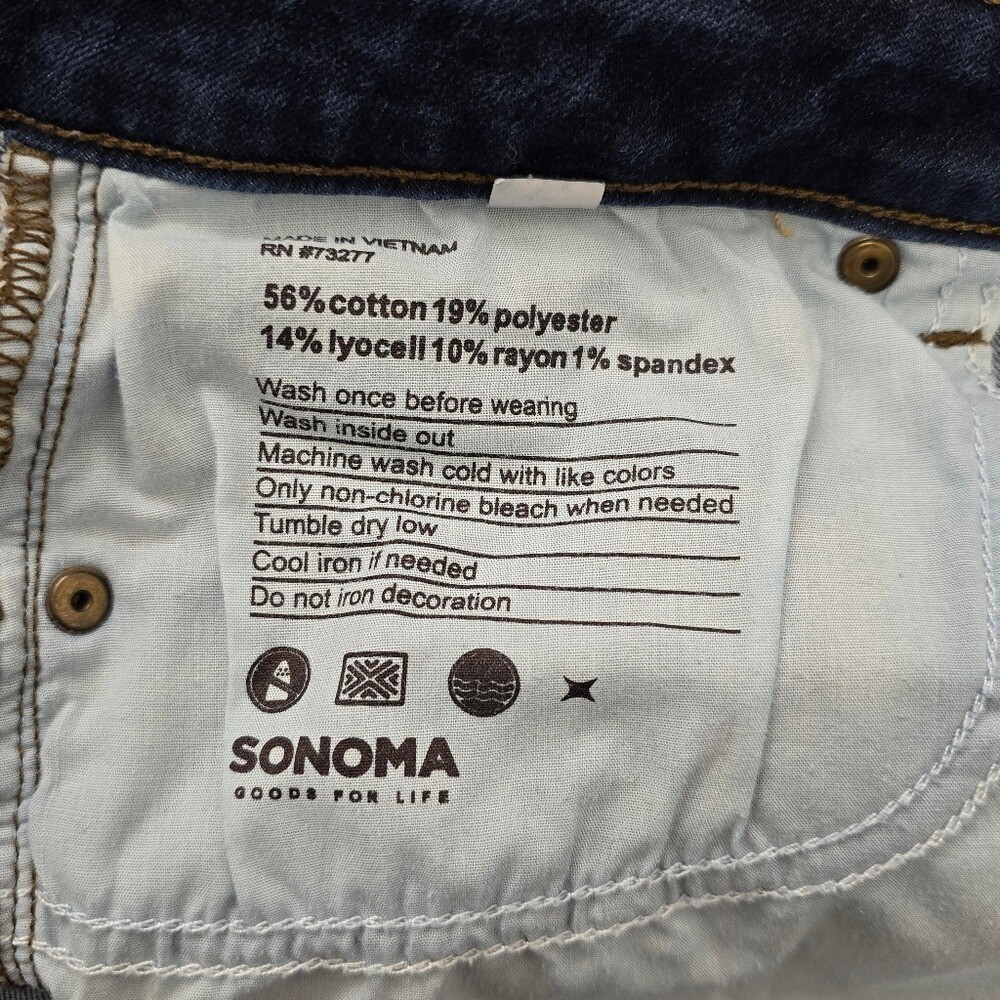 MADE IN VIETNAM
RN #73277
56% cotton 19% polyester
14% lyocell 10% rayon 1% spandex
Wash once before wearing
Wash inside out
Machine wash cold with like colors
Only non-chlorine bleach when needed
Tumble dry low
Cool iron if needed
Do not iron decoration
SONOMA
GOODS FOR LIFE